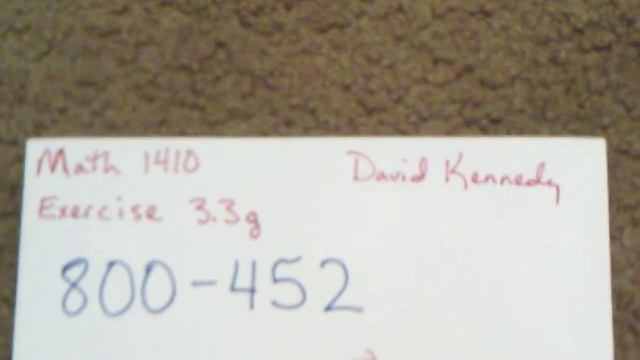 Math 1410 David Kennedy
Exercise 3.3g
800-452